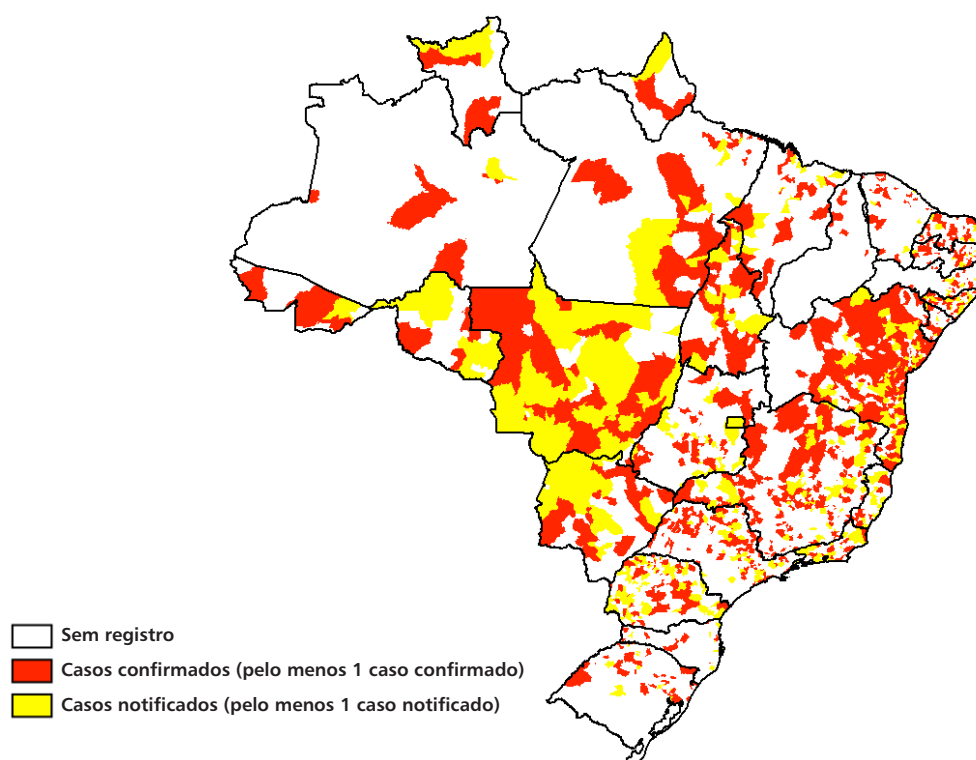 Sem registro
Casos confirmados (pelo menos 1 caso confirmado)
Casos notificados (pelo menos 1 caso notificado)